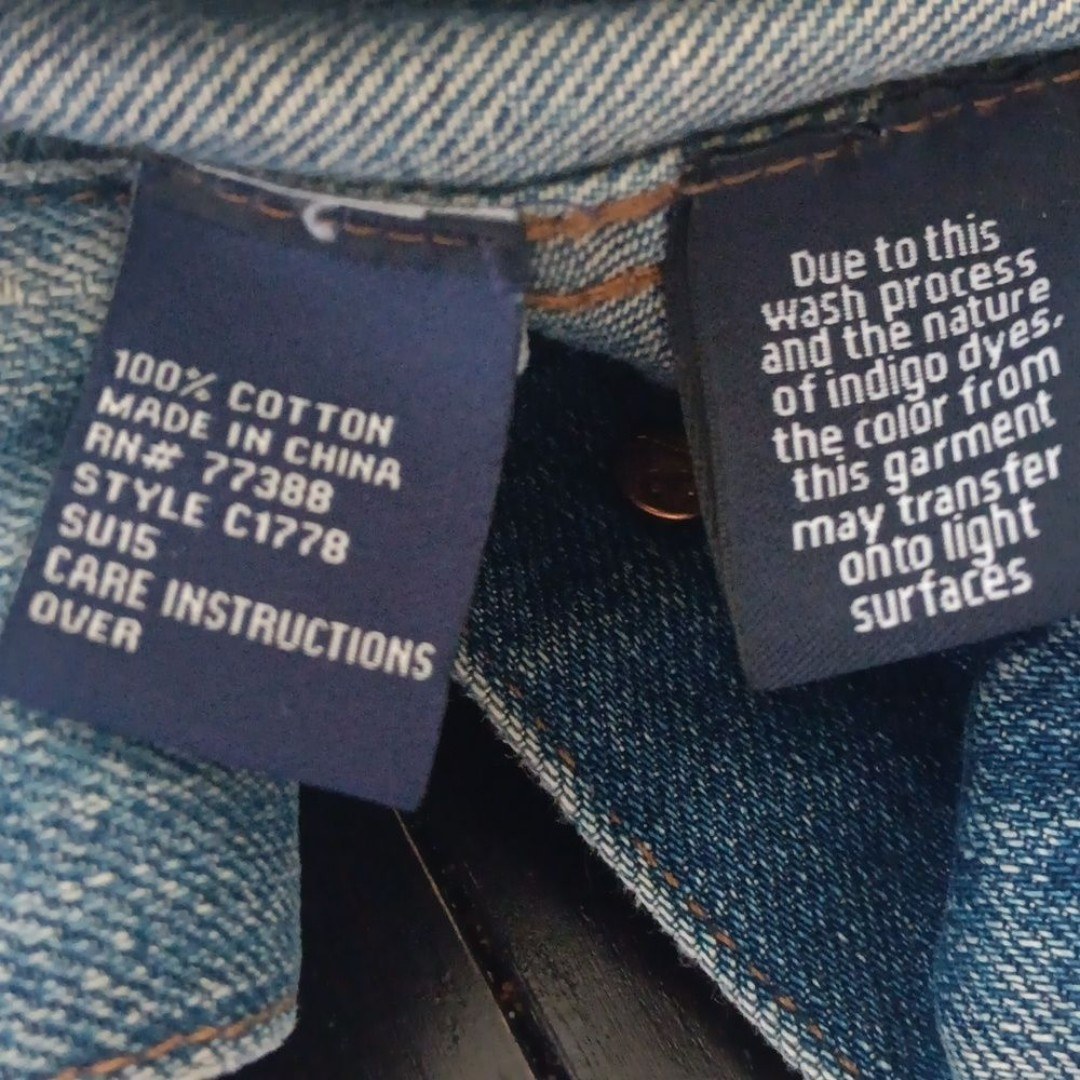 100% COTTON
MADE IN CHINA
RN# 77388
STYLE C1778
SU15
CARE INSTRUCTIONS
OVER
Due to this
wash process
and the nature
of indigo dyes,
the color from
this garment
may transfer
onto light
surfaces